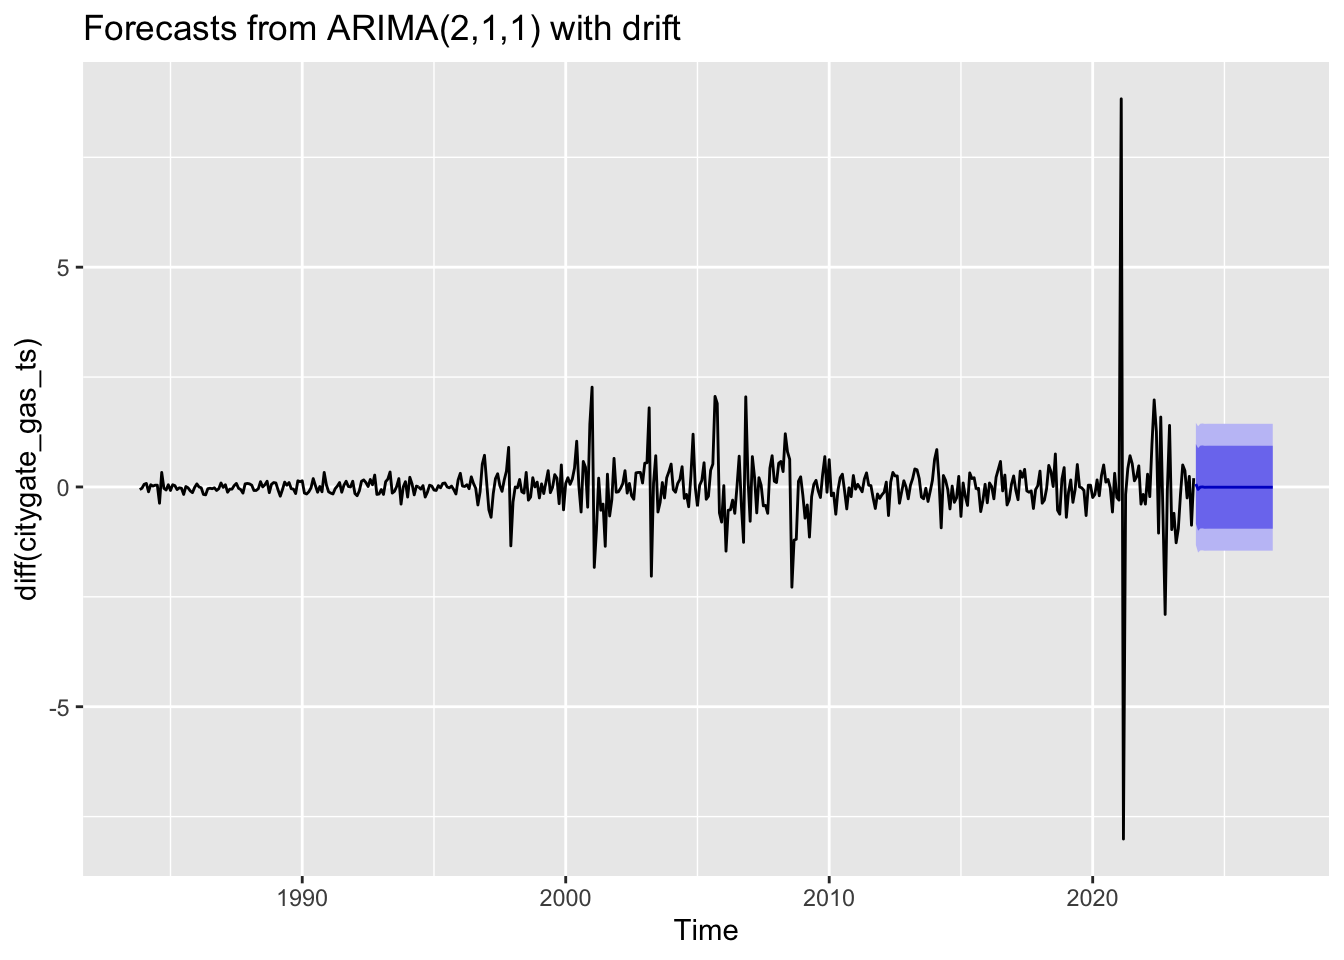 Forecasts from ARIMA(2,1,1) with drift
diff(citygate_gas_ts)
5
0
-5
1990
2000
2010
2020
Time